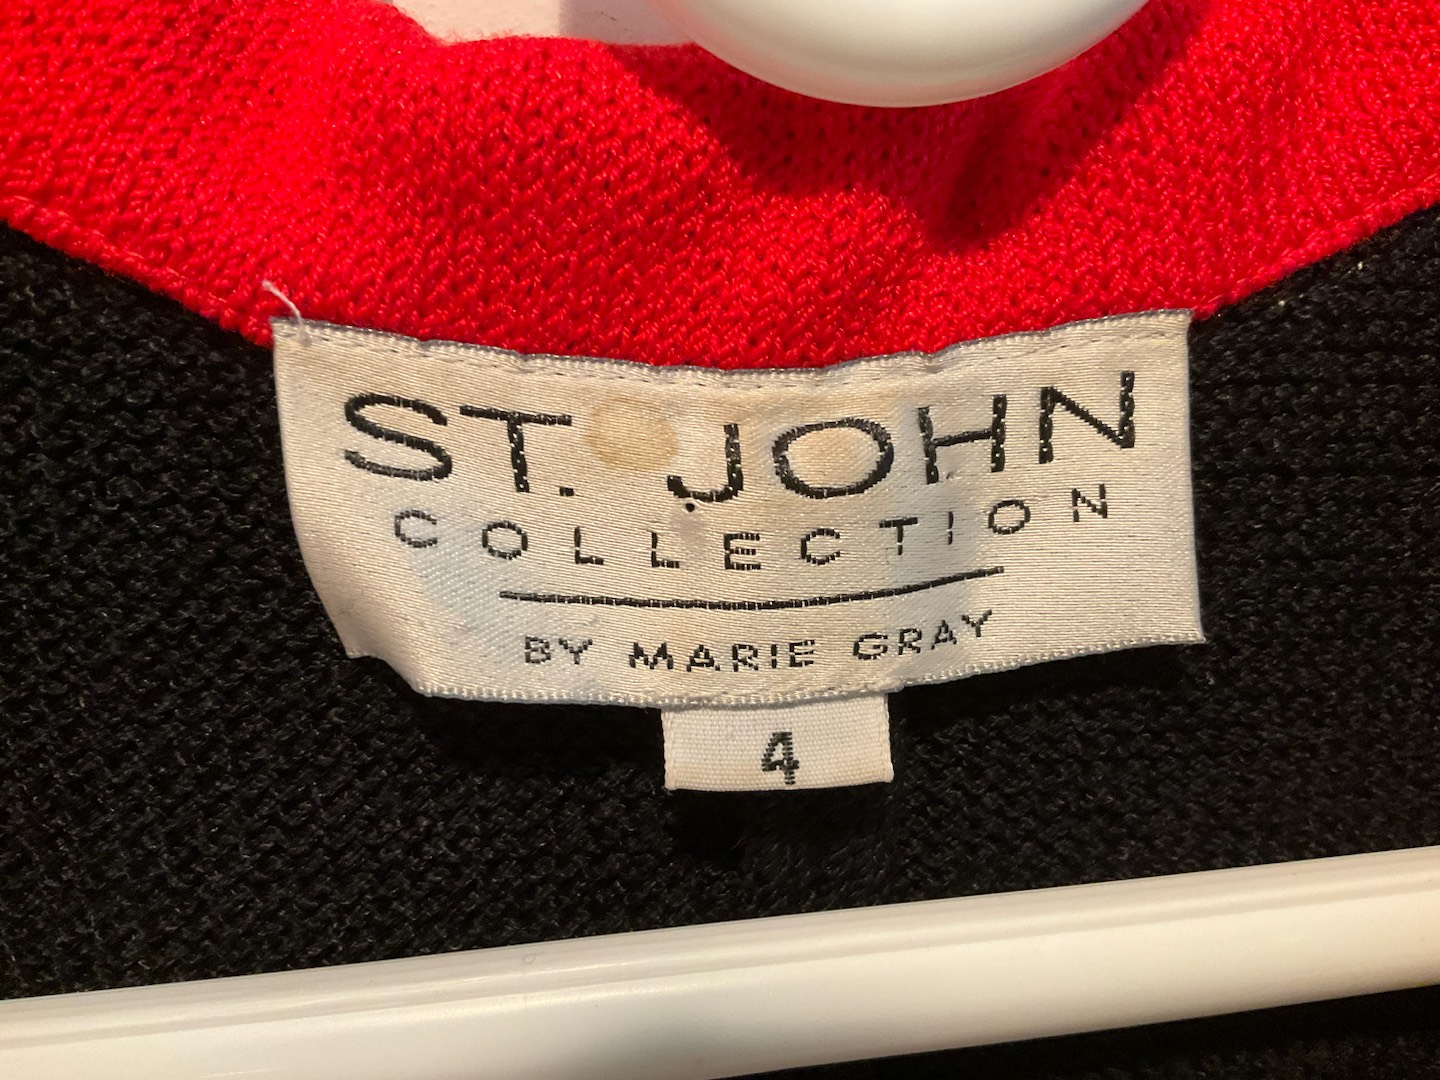 ST. JOHN
COLLECTION
BY MARIE GRAY
4